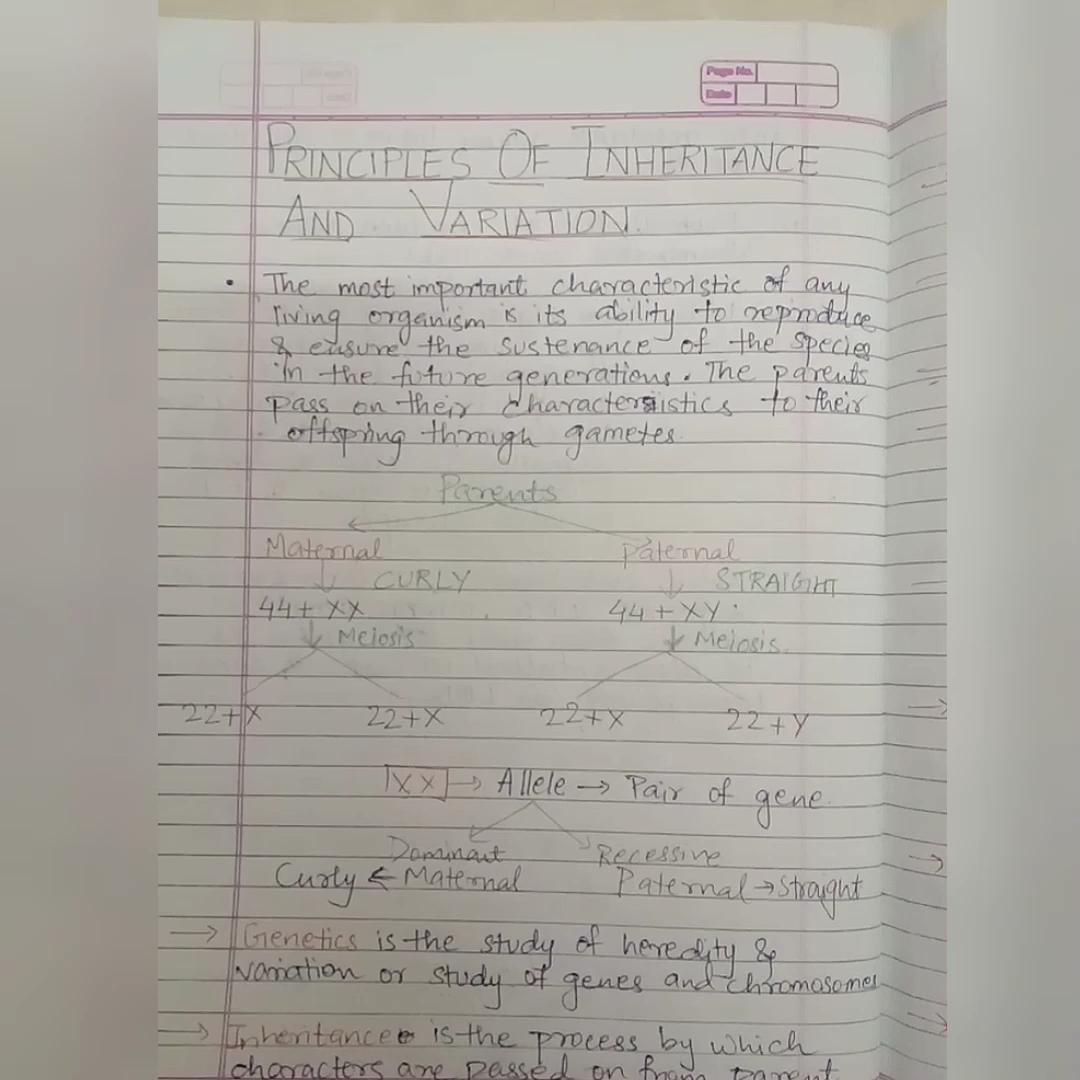 Page No.
Date
PRINCIPLES OF INHERITANCE
AND VARIATION.
• The most important characteristic of any
living organism is its ability to reproduce
& ensure the sustenance of the species
in the future generations. The parents
pass on their characteristics to their
offspring through gametes.
Parents
Maternal Paternal
CURLY STRAIGHT
44+XX 44+XY
Meiosis Meiosis
22+X 22+X 22+X 22+Y
XX → Allele → Pair of gene.
Dominant Recessive
Curly ← Maternal Paternal → Straight
→ Genetics is the study of heredity &
variation or study of genes and chromosomes
→ Inheritance is the process by which
characters are passed on from parent